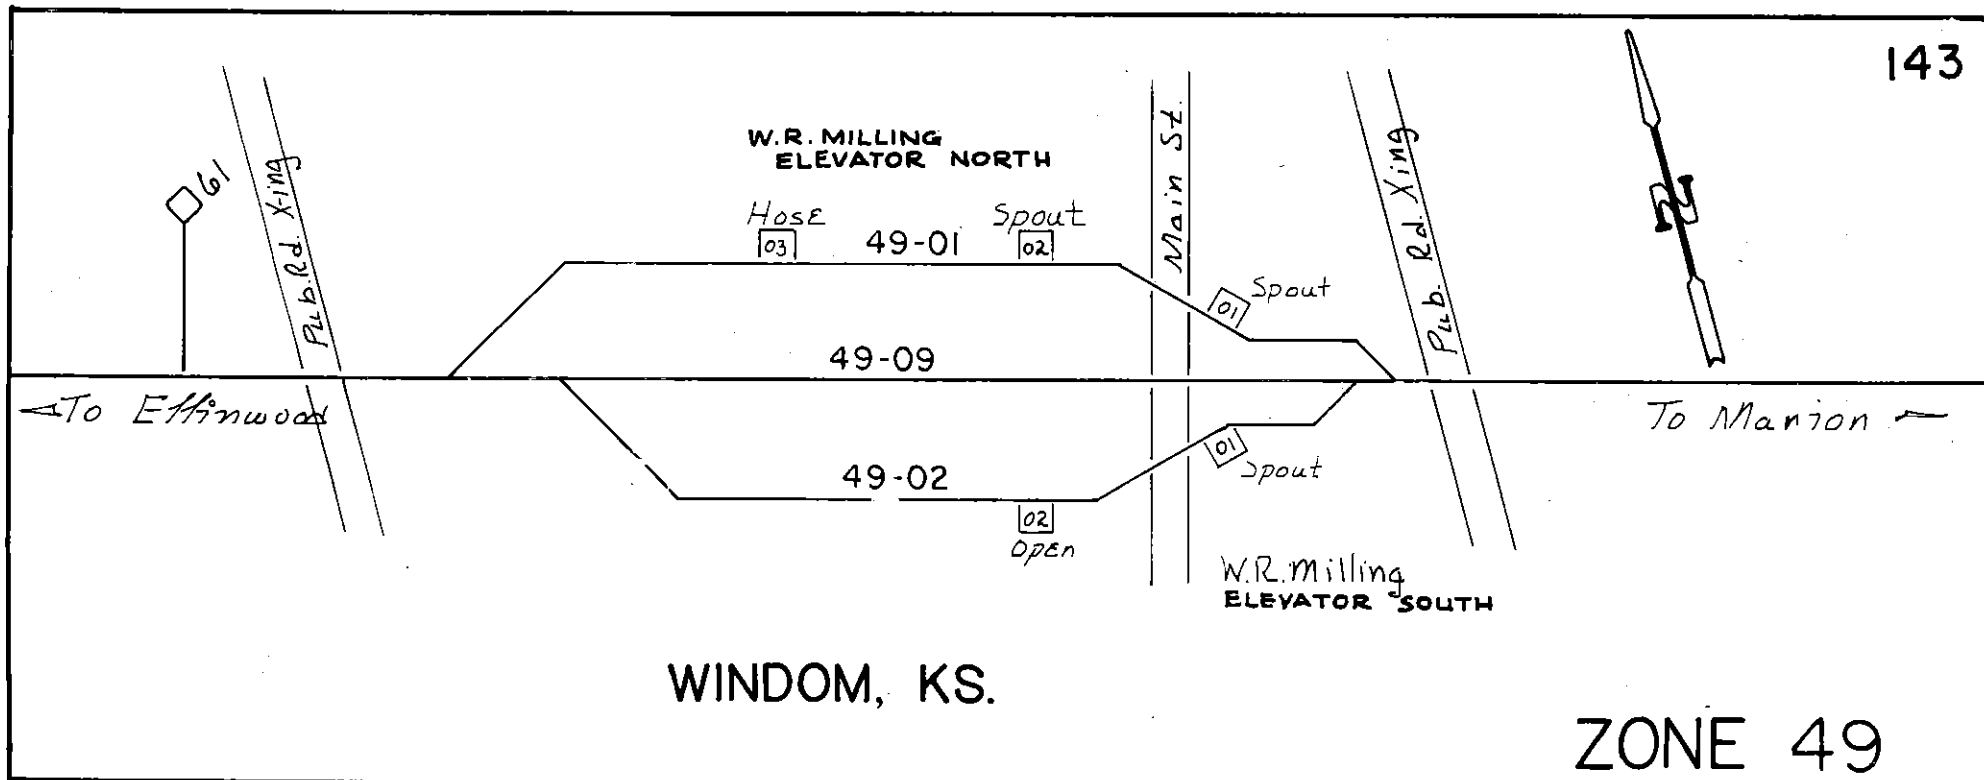 143
W.R. MILLING
ELEVATOR NORTH
61
Pub. Rd. X-ing
Hose
03
49-01
Spout
02
Main St.
01
Spout
Pub. Rd. Xing
N
49-09
To Effinwood
To Marion
49-02
01
Spout
02
Open
W.R. Milling
ELEVATOR SOUTH
WINDOM, KS.
ZONE 49